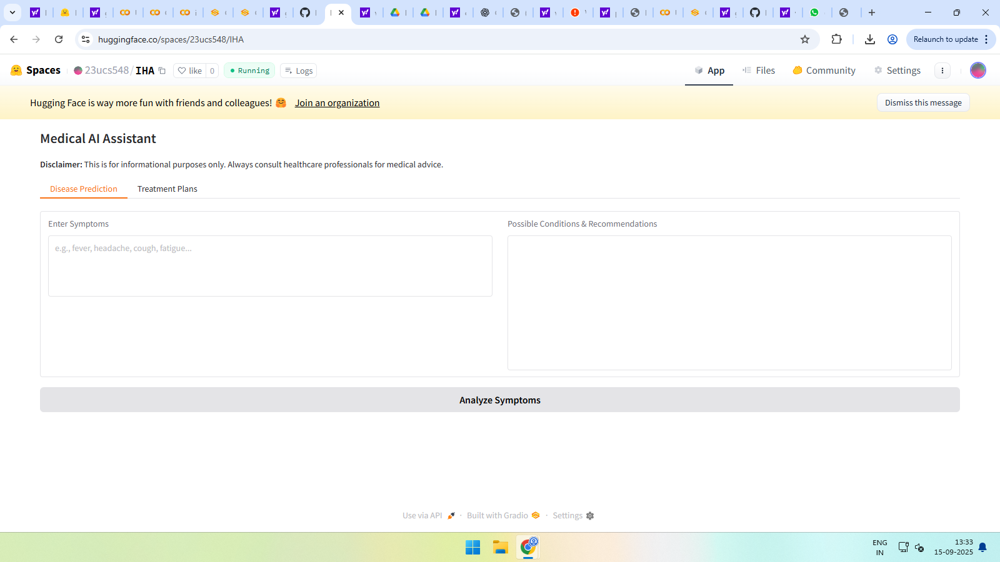 huggingface.co/spaces/23ucs548/IHA
Relaunch to update
Spaces
23ucs548/IHA
like
0
Running
Logs
App
Files
Community
Settings
Hugging Face is way more fun with friends and colleagues! 🤗 Join an organization
Dismiss this message
Medical AI Assistant
Disclaimer: This is for informational purposes only. Always consult healthcare professionals for medical advice.
Disease Prediction
Treatment Plans
Enter Symptoms
Possible Conditions & Recommendations
e.g., fever, headache, cough, fatigue...
Analyze Symptoms
Use via API · Built with Gradio · Settings
ENG
IN
13:33
15-09-2025